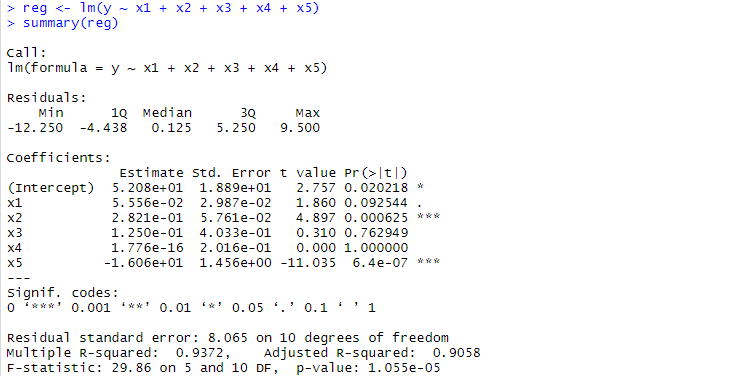 > reg <- lm(y ~ x1 + x2 + x3 + x4 + x5)
> summary(reg)
Call:
lm(formula = y ~ x1 + x2 + x3 + x4 + x5)
Residuals:
    Min      1Q  Median      3Q     Max
-12.250  -4.438   0.125   5.250   9.500
Coefficients:
              Estimate Std. Error t value Pr(>|t|)
(Intercept)  5.208e+01  1.889e+01   2.757 0.020218 *
x1           5.556e-02  2.987e-02   1.860 0.092544 .
x2           2.821e-01  5.761e-02   4.897 0.000625 ***
x3           1.250e-01  4.033e-01   0.310 0.762949
x4           1.776e-16  2.016e-01   0.000 1.000000
x5          -1.606e+01  1.456e+00 -11.035  6.4e-07 ***
---
Signif. codes:
0 ‘***’ 0.001 ‘**’ 0.01 ‘*’ 0.05 ‘.’ 0.1 ‘ ’ 1
Residual standard error: 8.065 on 10 degrees of freedom
Multiple R-squared:  0.9372,    Adjusted R-squared:  0.9058
F-statistic: 29.86 on 5 and 10 DF,  p-value: 1.055e-05